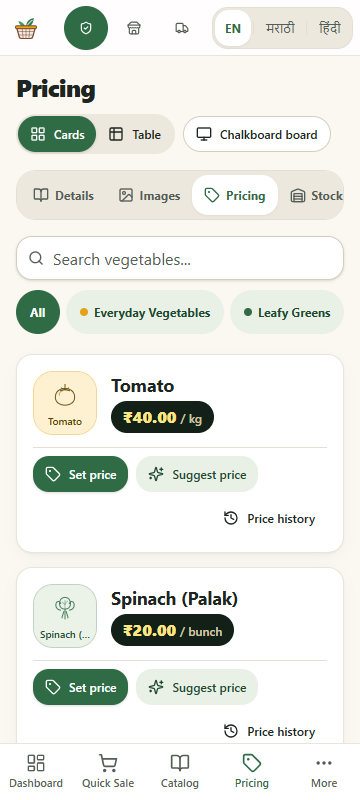 EN मराठी हिंदी
Pricing
Cards Table Chalkboard board
Details Images Pricing Stock
Search vegetables...
All Everyday Vegetables Leafy Greens
Tomato
Tomato
₹40.00 / kg
Set price Suggest price
Price history
Spinach (...
Spinach (Palak)
₹20.00 / bunch
Set price Suggest price
Price history
Dashboard Quick Sale Catalog Pricing More